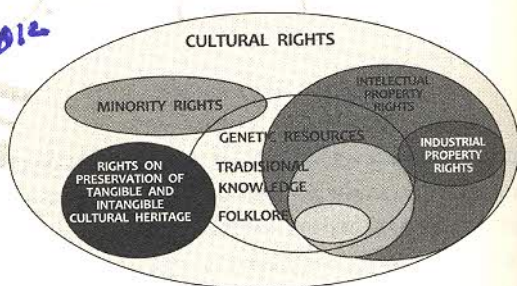 CULTURAL RIGHTS
MINORITY RIGHTS
INTELECTUAL
PROPERTY
RIGHTS
GENETIC RESOURCES
INDUSTRIAL
PROPERTY
RIGHTS
RIGHTS ON
PRESERVATION OF
TANGIBLE AND
INTANGIBLE
CULTURAL HERITAGE
TRADISIONAL
KNOWLEDGE
FOLKLORE